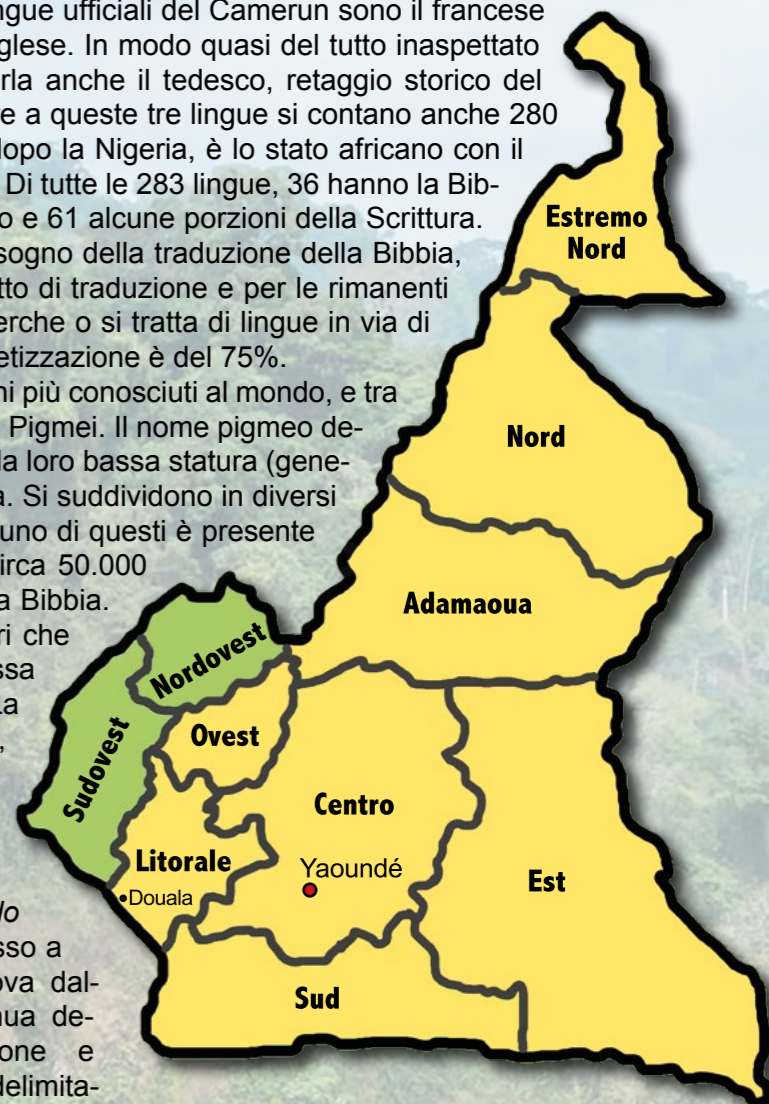 ngue ufficiali del Camerun sono il francese
glese. In modo quasi del tutto inaspettato
rla anche il tedesco, retaggio storico del
re a queste tre lingue si contano anche 280
dopo la Nigeria, è lo stato africano con il
Di tutte le 283 lingue, 36 hanno la Bib-
o e 61 alcune porzioni della Scrittura.
sogno della traduzione della Bibbia,
tto di traduzione e per le rimanenti
erche o si tratta di lingue in via di
etizzazione è del 75%.
ni più conosciuti al mondo, e tra
Pigmei. Il nome pigmeo de-
la loro bassa statura (gene-
a. Si suddividono in diversi
uno di questi è presente
irca 50.000
a Bibbia.
ri che
ssa
La
,
lo
sso a
ova dal-
nua de-
one e
delimita-
Estremo
Nord
Nord
Adamaoua
Nordovest
Sudovest
Ovest
Centro
Litorale
Yaoundé
Douala
Est
Sud